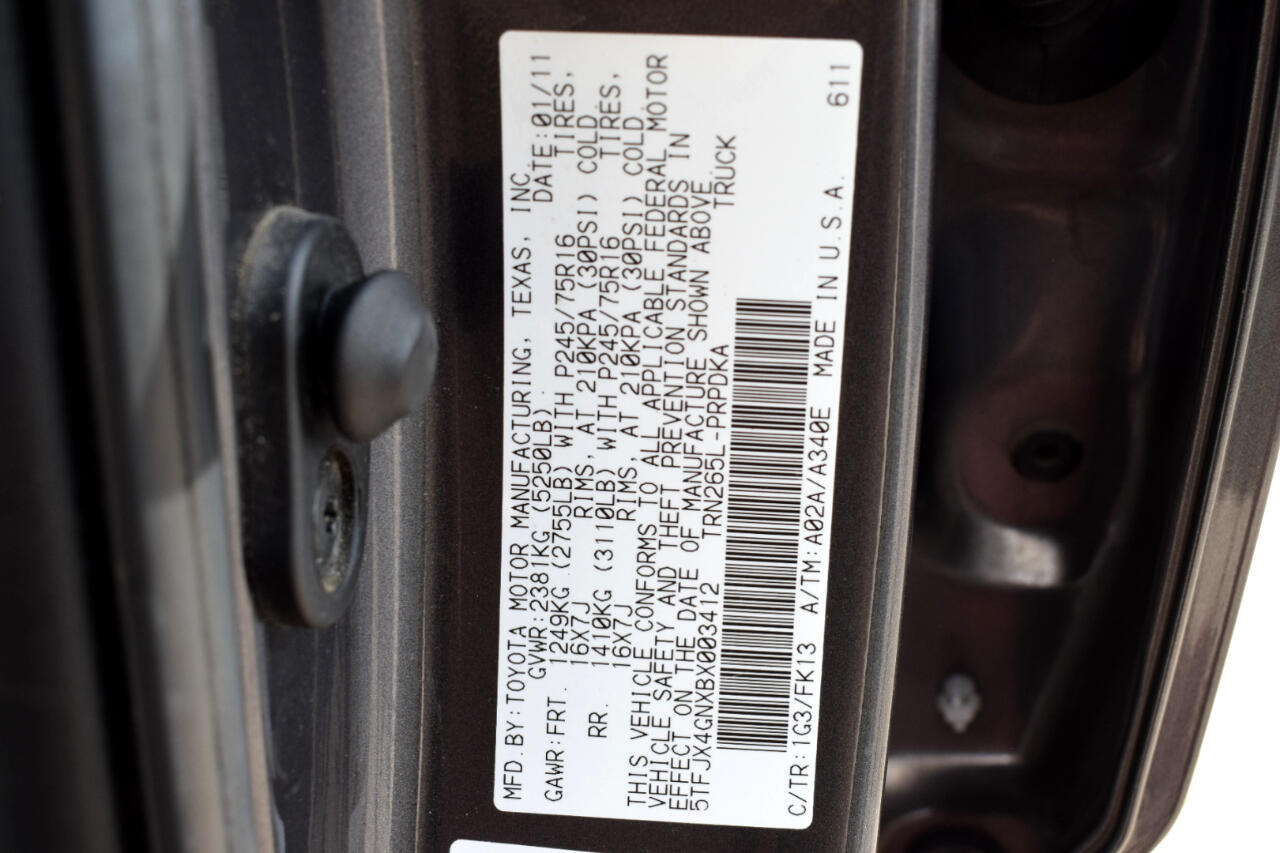 MFD.BY:TOYOTA MOTOR MANUFACTURING, TEXAS, INC.
GVWR:2381KG (5250LB) DATE:01/11
GAWR:FRT. 1249KG (2755LB) WITH P245/75R16 TIRES,
16X7J RIMS, AT 210KPA (30PSI) COLD
RR. 1410KG (3110LB) WITH P245/75R16 TIRES,
16X7J RIMS, AT 210KPA (30PSI) COLD
THIS VEHICLE CONFORMS TO ALL APPLICABLE FEDERAL MOTOR
VEHICLE SAFETY AND THEFT PREVENTION STANDARDS IN
EFFECT ON THE DATE OF MANUFACTURE SHOWN ABOVE.
5TFJX4GNXBX003412 TRN265L-PRPDKA TRUCK
C/TR:1G3/FK13 A/TM:A02A/A340E MADE IN U.S.A. 611